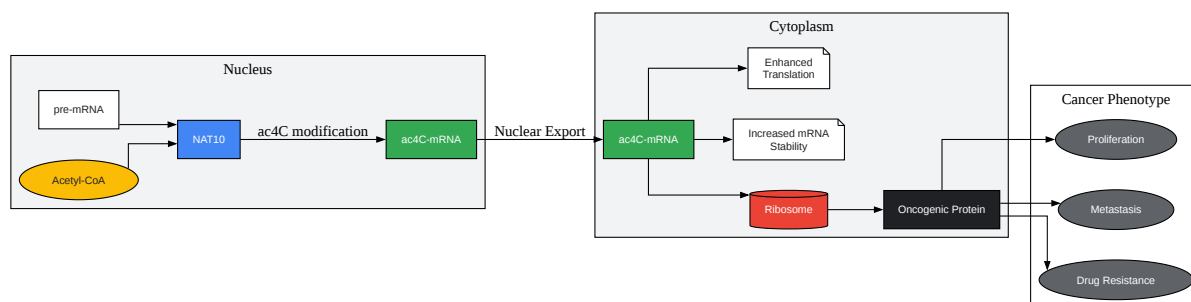 Nucleus
pre-mRNA
Acetyl-CoA
NAT10
ac4C modification
ac4C-mRNA
Nuclear Export
Cytoplasm
ac4C-mRNA
Enhanced
Translation
Increased mRNA
Stability
Ribosome
Oncogenic Protein
Cancer Phenotype
Proliferation
Metastasis
Drug Resistance